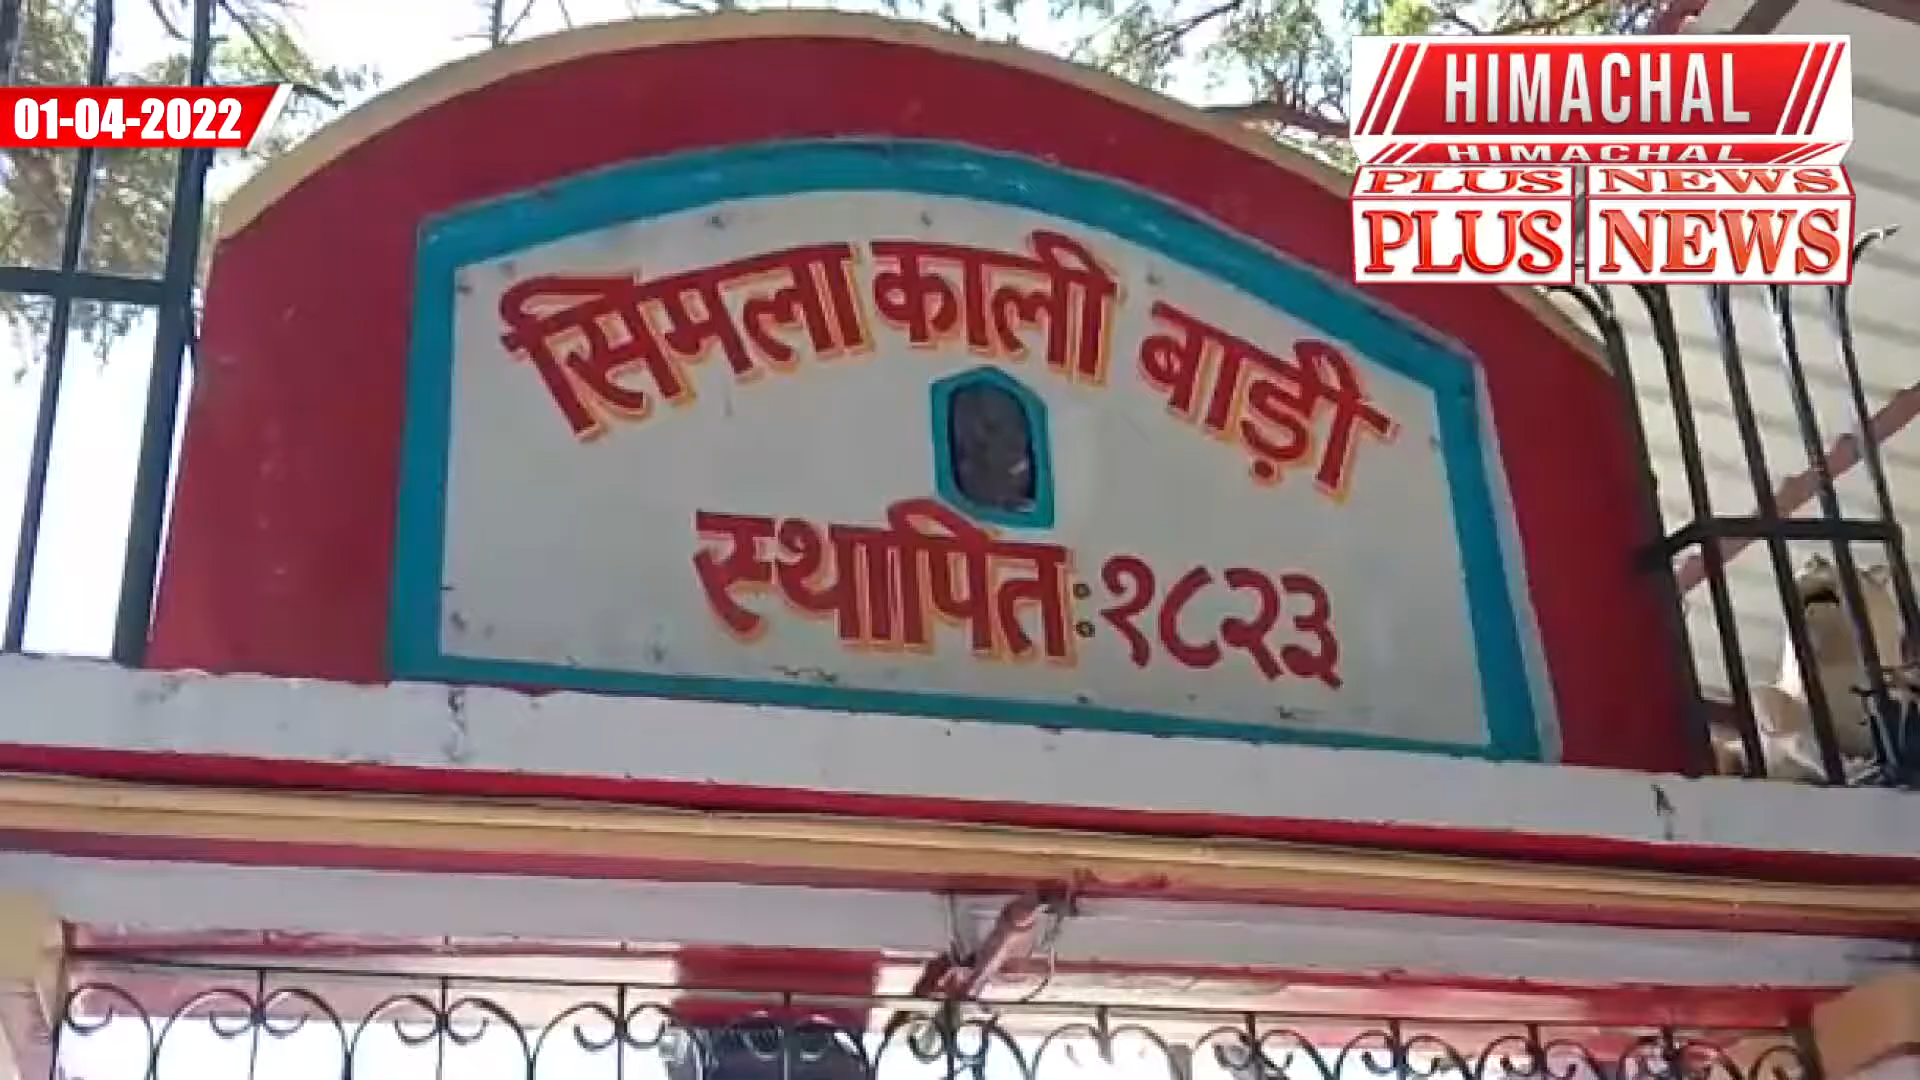 01-04-2022
HIMACHAL
HIMACHAL
PLUS NEWS
PLUS NEWS
सिमला काली बाड़ी
स्थापित: १८२३